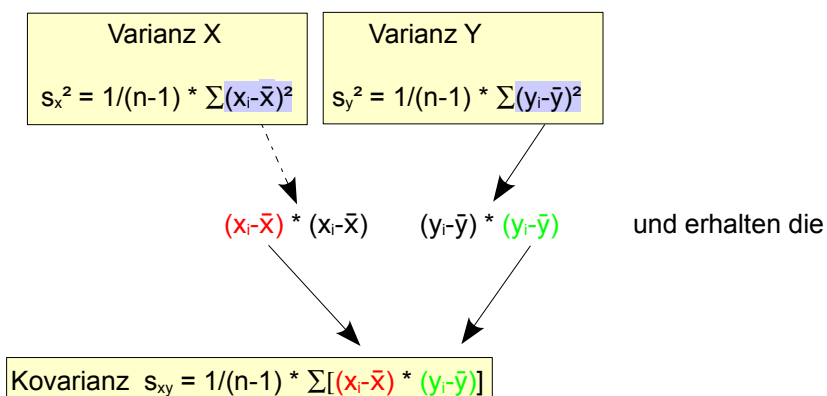 Varianz X
Varianz Y
sₓ² = 1/(n-1) * ∑(xᵢ-x̄)²
sᵧ² = 1/(n-1) * ∑(yᵢ-ȳ)²
(xᵢ-x̄) * (xᵢ-x̄) (yᵢ-ȳ) * (yᵢ-ȳ) und erhalten die
Kovarianz sₓᵧ = 1/(n-1) * ∑[(xᵢ-x̄) * (yᵢ-ȳ)]